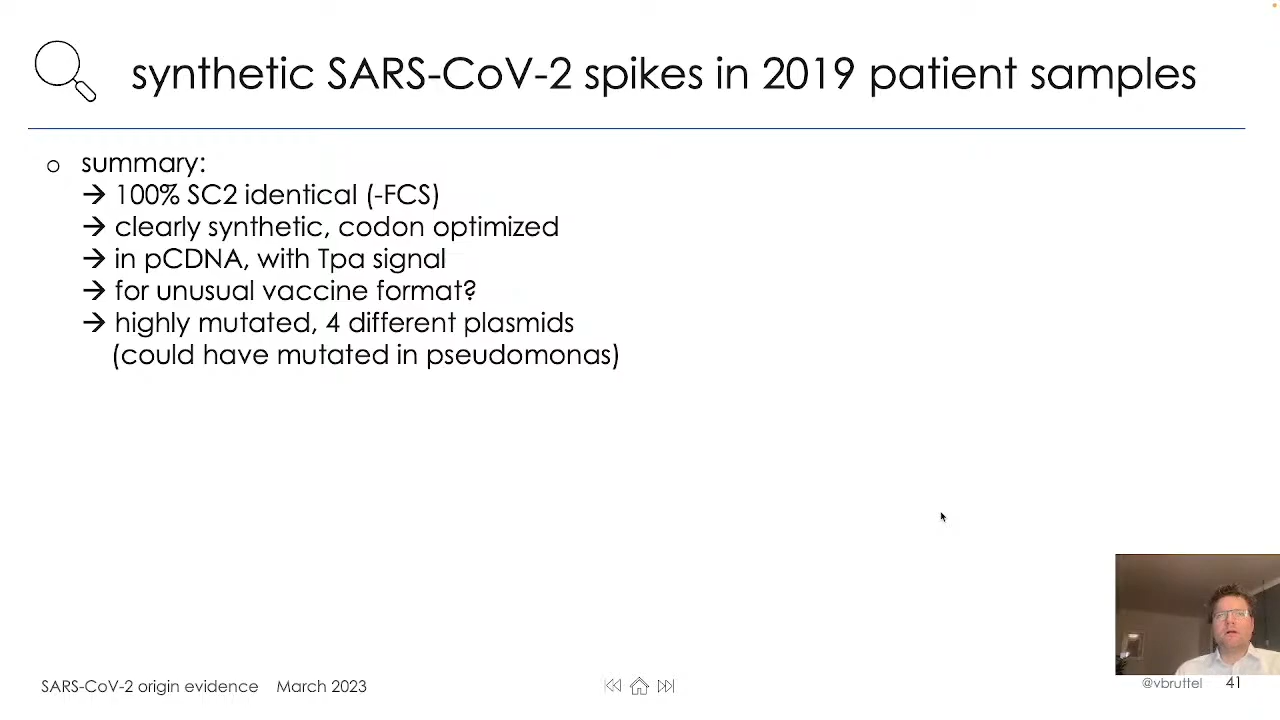 synthetic SARS-CoV-2 spikes in 2019 patient samples
o summary:
→ 100% SC2 identical (-FCS)
→ clearly synthetic, codon optimized
→ in pCDNA, with Tpa signal
→ for unusual vaccine format?
→ highly mutated, 4 different plasmids
(could have mutated in pseudomonas)
SARS-CoV-2 origin evidence March 2023
@vbruttel 41